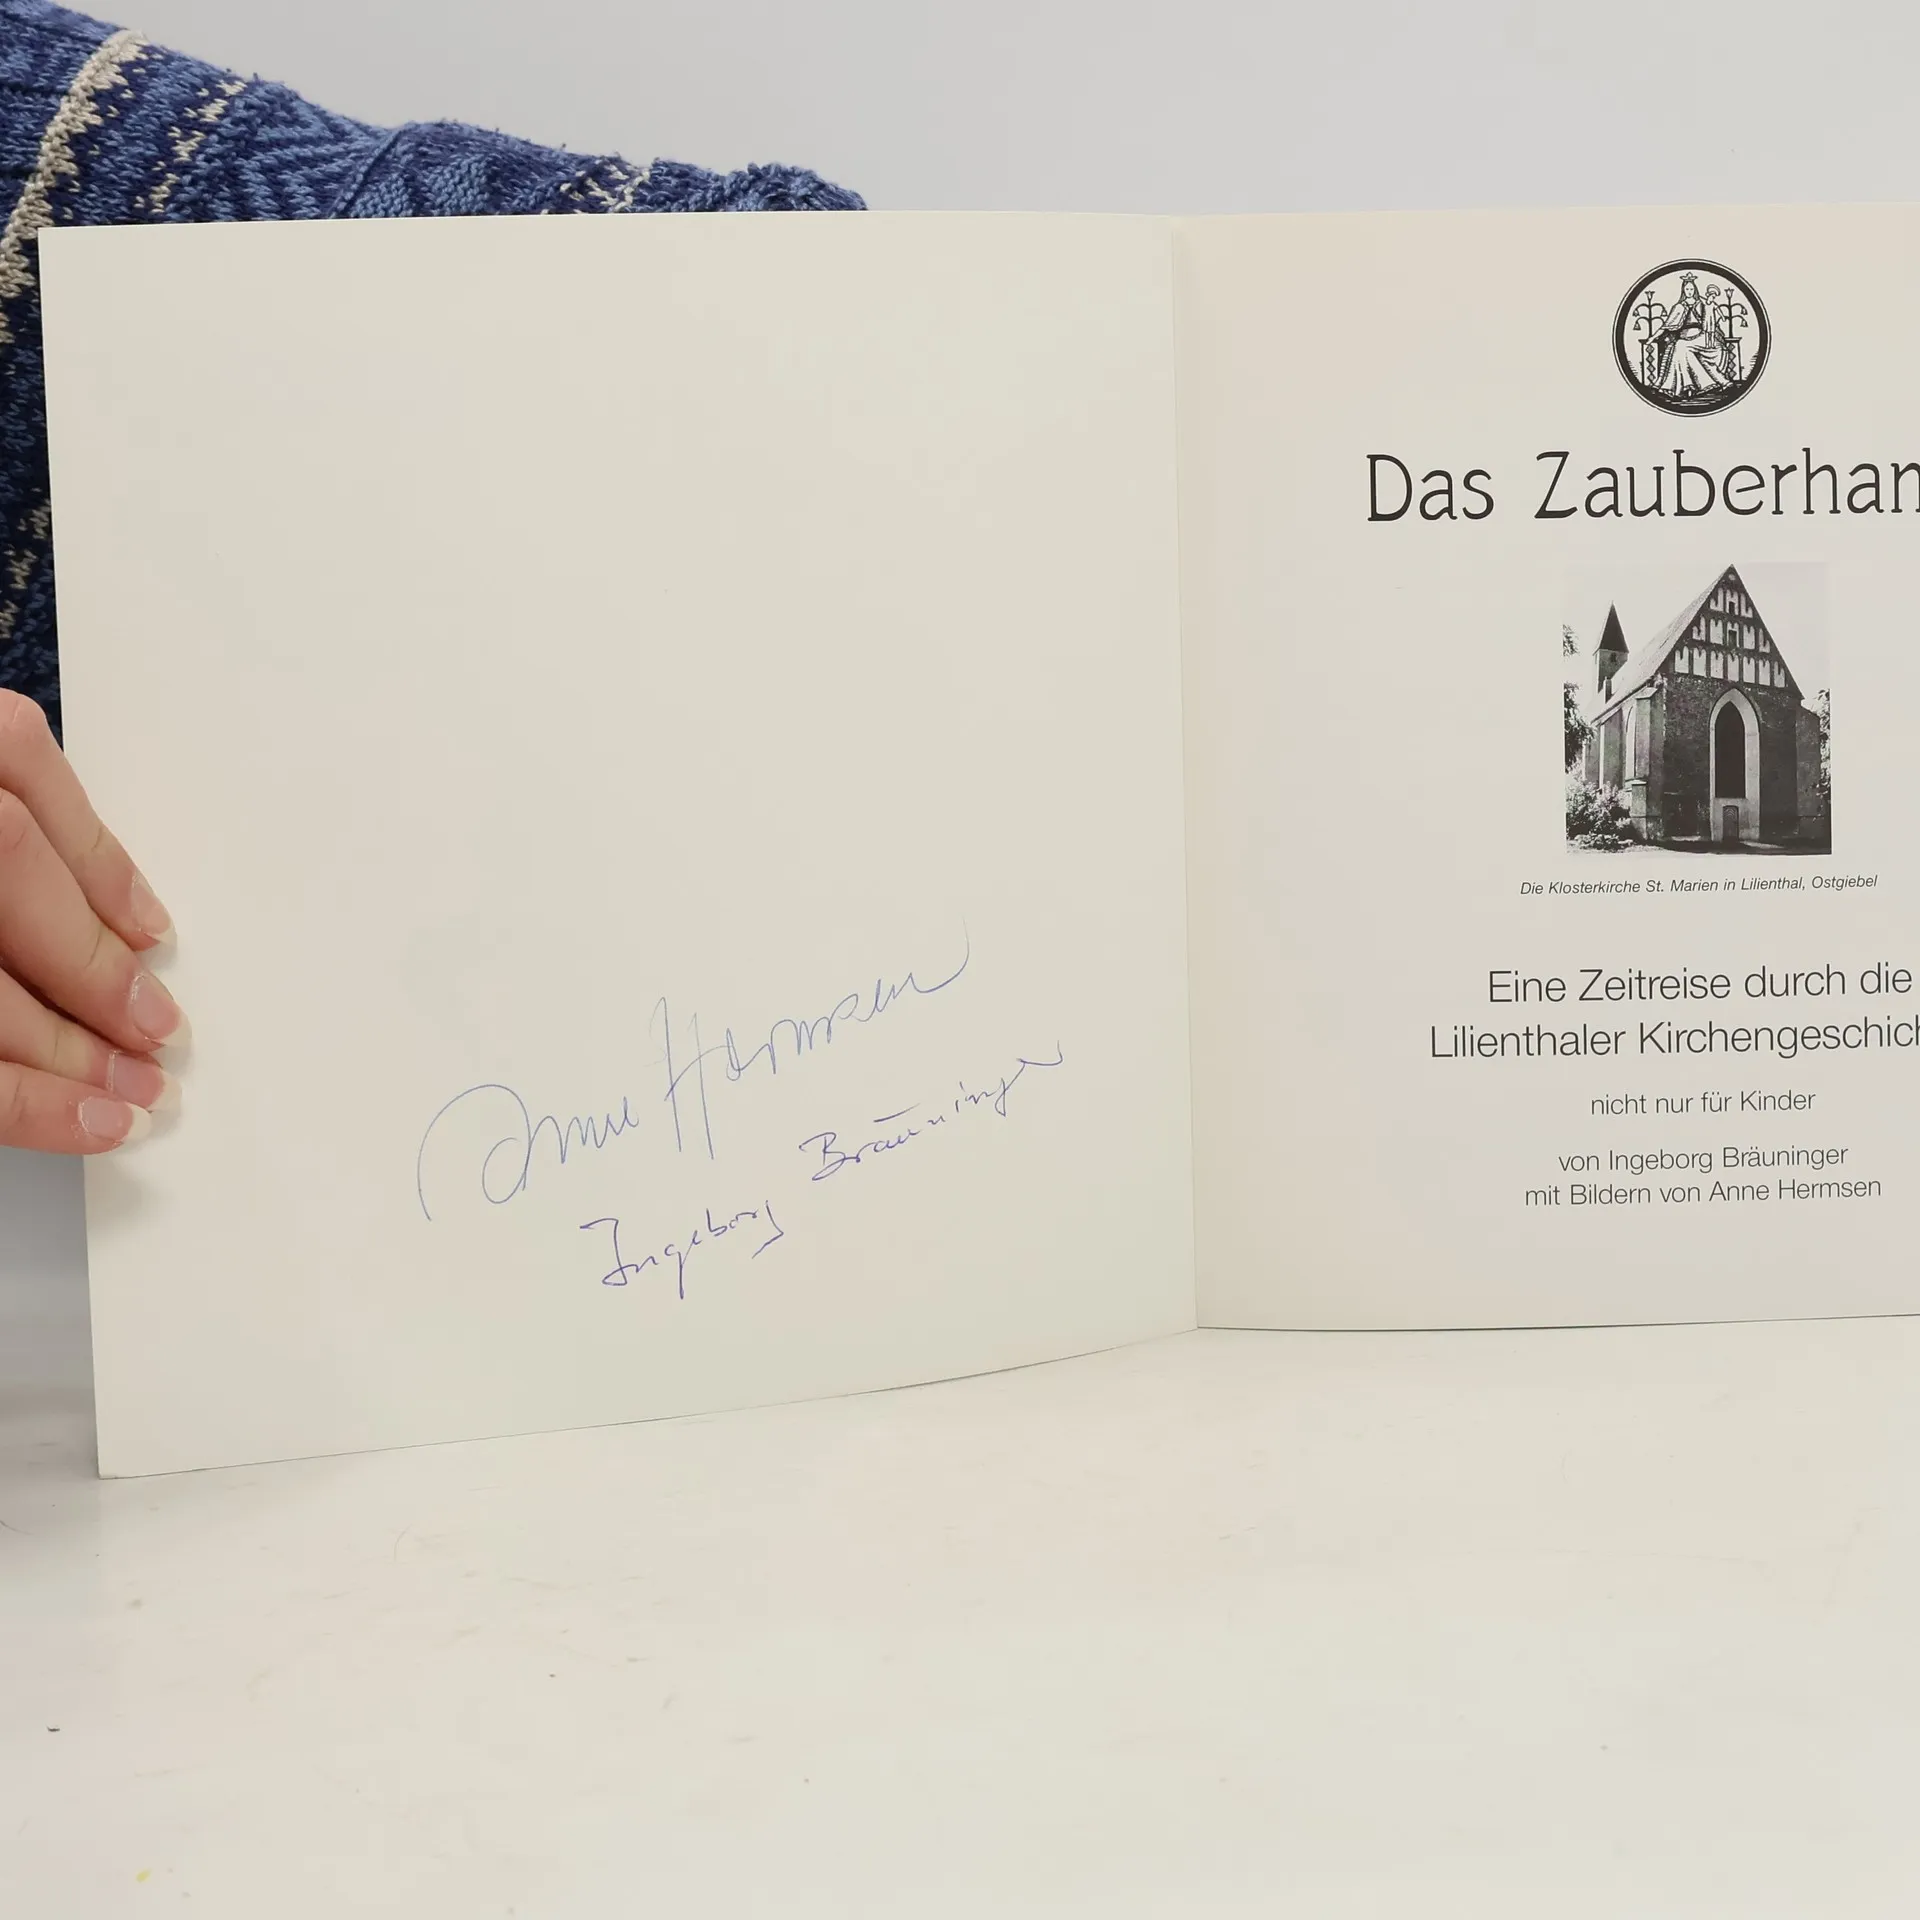 Anne Hermsen
Ingeborg Bräuninger
Das Zauberhan
Die Klosterkirche St. Marien in Lilienthal, Ostgiebel
Eine Zeitreise durch die
Lilienthaler Kirchengeschich
nicht nur für Kinder
von Ingeborg Bräuninger
mit Bildern von Anne Hermsen